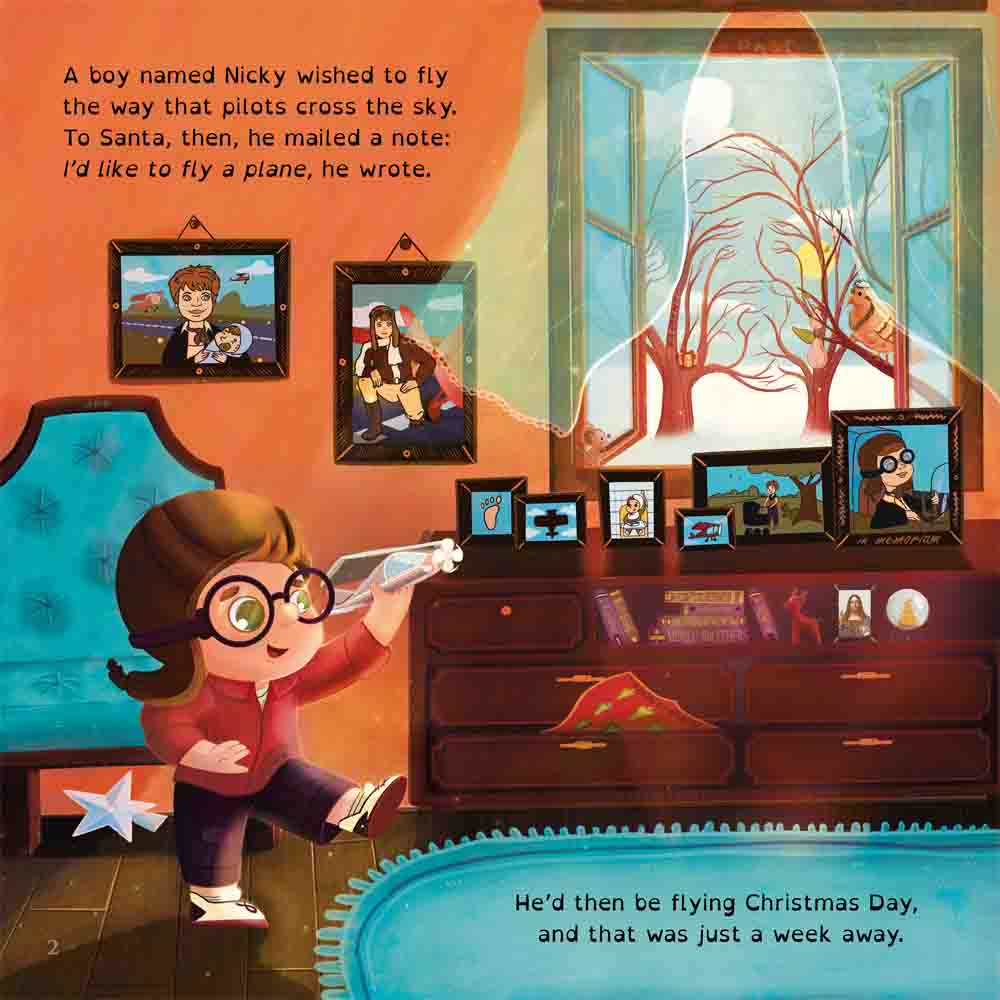 A boy named Nicky wished to fly
the way that pilots cross the sky.
To Santa, then, he mailed a note:
I'd like to fly a plane, he wrote.
IN MEMORIAM
He'd then be flying Christmas Day,
and that was just a week away.
2